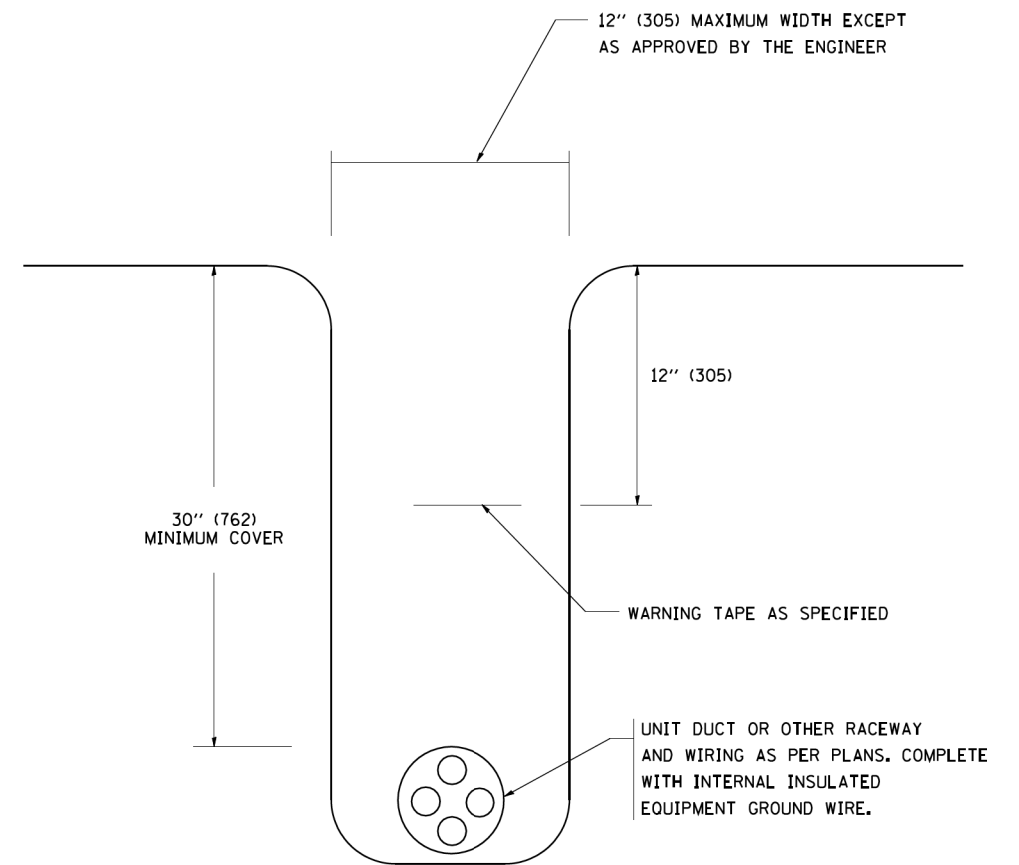 12'' (305) MAXIMUM WIDTH EXCEPT
AS APPROVED BY THE ENGINEER
12'' (305)
30'' (762)
MINIMUM COVER
WARNING TAPE AS SPECIFIED
UNIT DUCT OR OTHER RACEWAY
AND WIRING AS PER PLANS. COMPLETE
WITH INTERNAL INSULATED
EQUIPMENT GROUND WIRE.